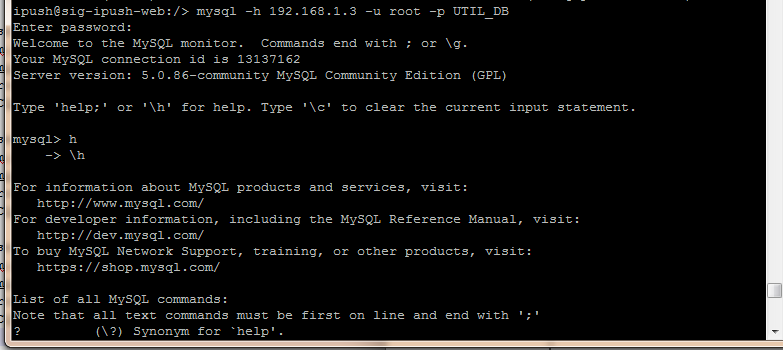 ipush@sig-ipush-web:/> mysql -h 192.168.1.3 -u root -p UTIL_DB
Enter password:
Welcome to the MySQL monitor.  Commands end with ; or \g.
Your MySQL connection id is 13137162
Server version: 5.0.86-community MySQL Community Edition (GPL)

Type 'help;' or '\h' for help. Type '\c' to clear the current input statement.

mysql> h
    -> \h

For information about MySQL products and services, visit:
   http://www.mysql.com/
For developer information, including the MySQL Reference Manual, visit:
   http://dev.mysql.com/
To buy MySQL Network Support, training, or other products, visit:
   https://shop.mysql.com/

List of all MySQL commands:
Note that all text commands must be first on line and end with ';'
?         (\?) Synonym for `help'.